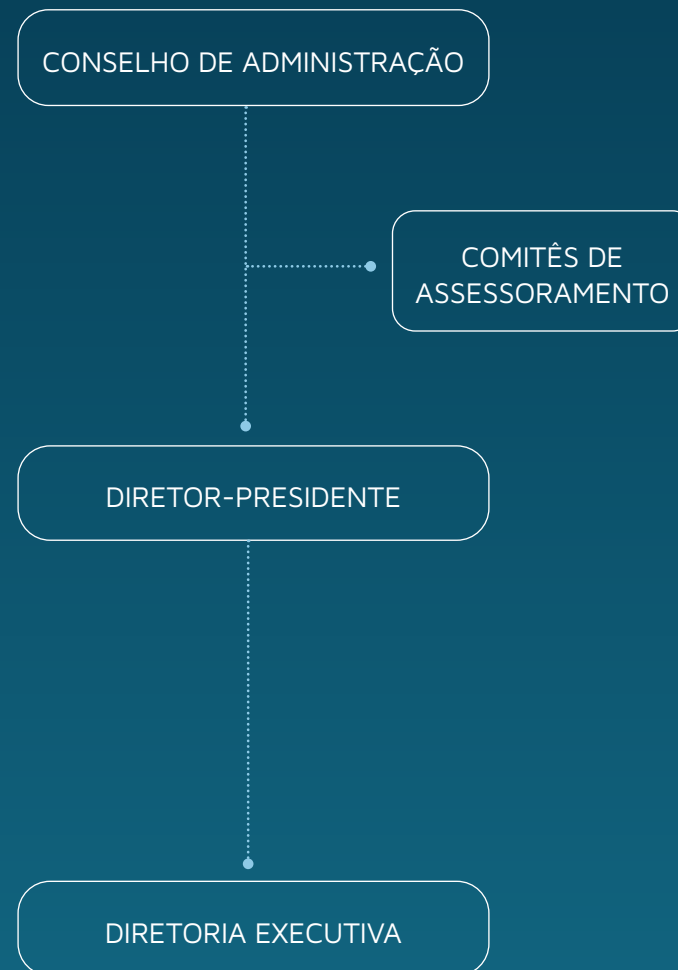 CONSELHO DE ADMINISTRAÇÃO
COMITÊS DE
ASSESSORAMENTO
DIRETOR-PRESIDENTE
DIRETORIA EXECUTIVA